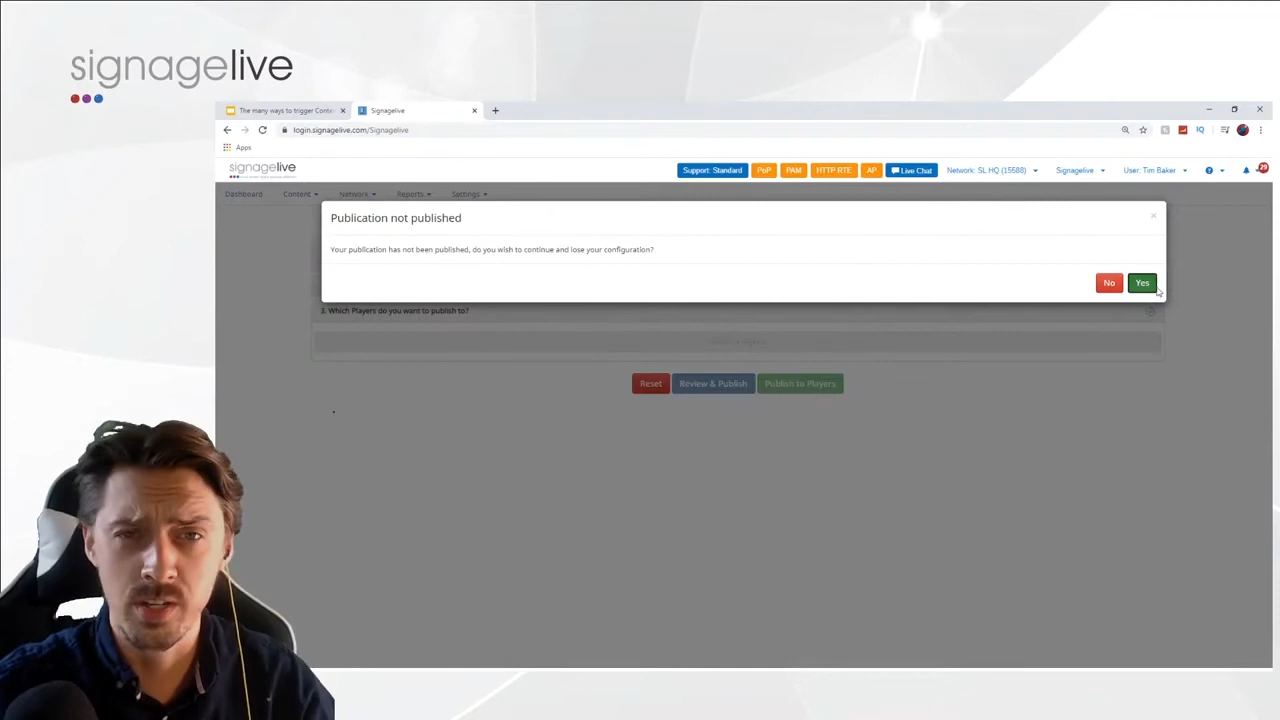 signagelive
The many ways to trigger Conte
Signagelive
login.signagelive.com/Signagelive
IQ
Apps
signagelive
Support: Standard
PoP
PAM
HTTP RTE
AP
Live Chat
Network: SL HQ (15588)
Signagelive
User: Tim Baker
29
Dashboard
Content
Network
Reports
Settings
Publication not published
Your publication has not been published, do you wish to continue and lose your configuration?
No
Yes
3. Which Players do you want to publish to?
Reset
Review & Publish
Publish to Players